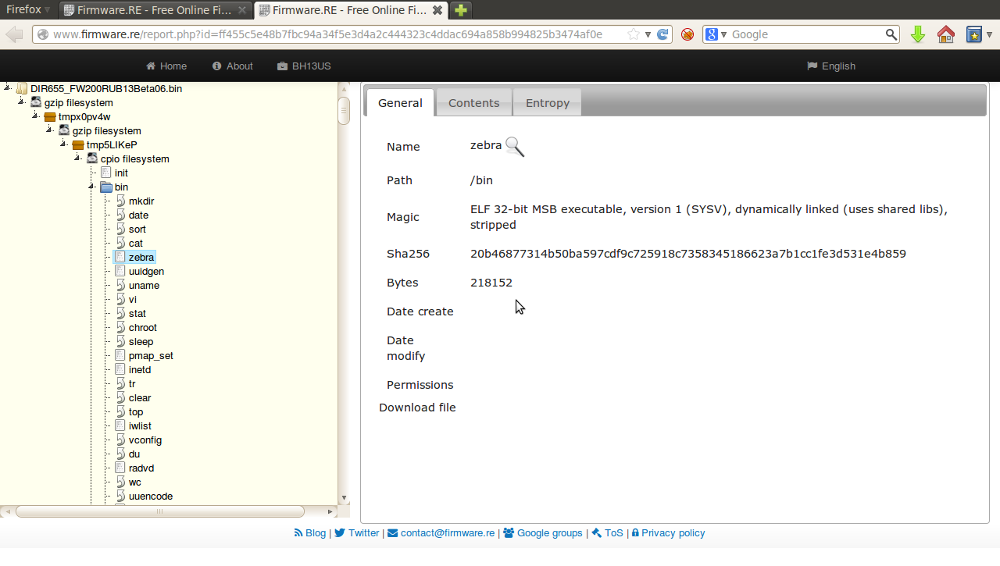 Firefox
Firmware.RE - Free Online Fi...
Firmware.RE - Free Online Fi...
www.firmware.re/report.php?id=ff455c5e48b7fbc94a34f5e3d4a2c444323c4ddac694a858b994825b3474af0e
Google
Home
About
BH13US
English
DIR655_FW200RUB13Beta06.bin
gzip filesystem
tmpx0pv4w
gzip filesystem
tmp5LIKeP
cpio filesystem
init
bin
mkdir
date
sort
cat
zebra
uuidgen
uname
vi
stat
chroot
sleep
pmap_set
inetd
tr
clear
top
iwlist
vconfig
du
radvd
wc
uuencode
General
Contents
Entropy
Name zebra
Path /bin
Magic ELF 32-bit MSB executable, version 1 (SYSV), dynamically linked (uses shared libs),
stripped
Sha256 20b46877314b50ba597cdf9c725918c7358345186623a7b1cc1fe3d531e4b859
Bytes 218152
Date create
Date
modify
Permissions
Download file
Blog | Twitter | contact@firmware.re | Google groups | ToS | Privacy policy